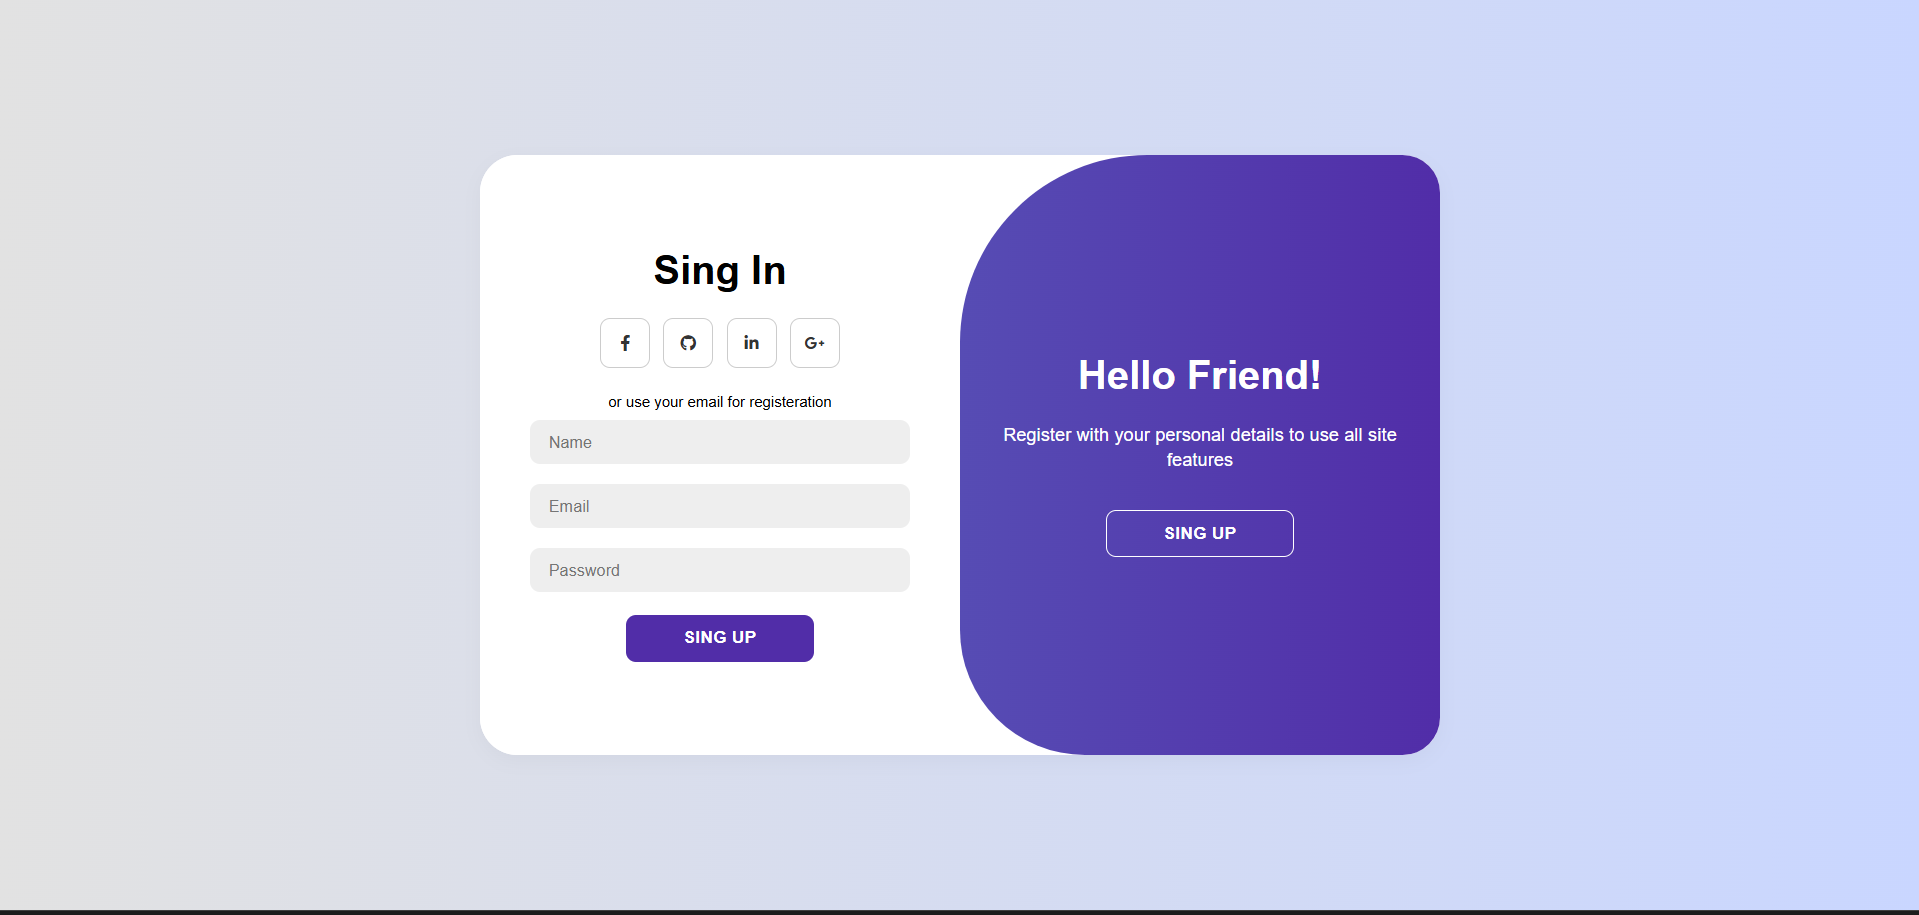 Sing In
G+
or use your email for registeration
Name
Email
Password
SING UP
Hello Friend!
Register with your personal details to use all site
features
SING UP